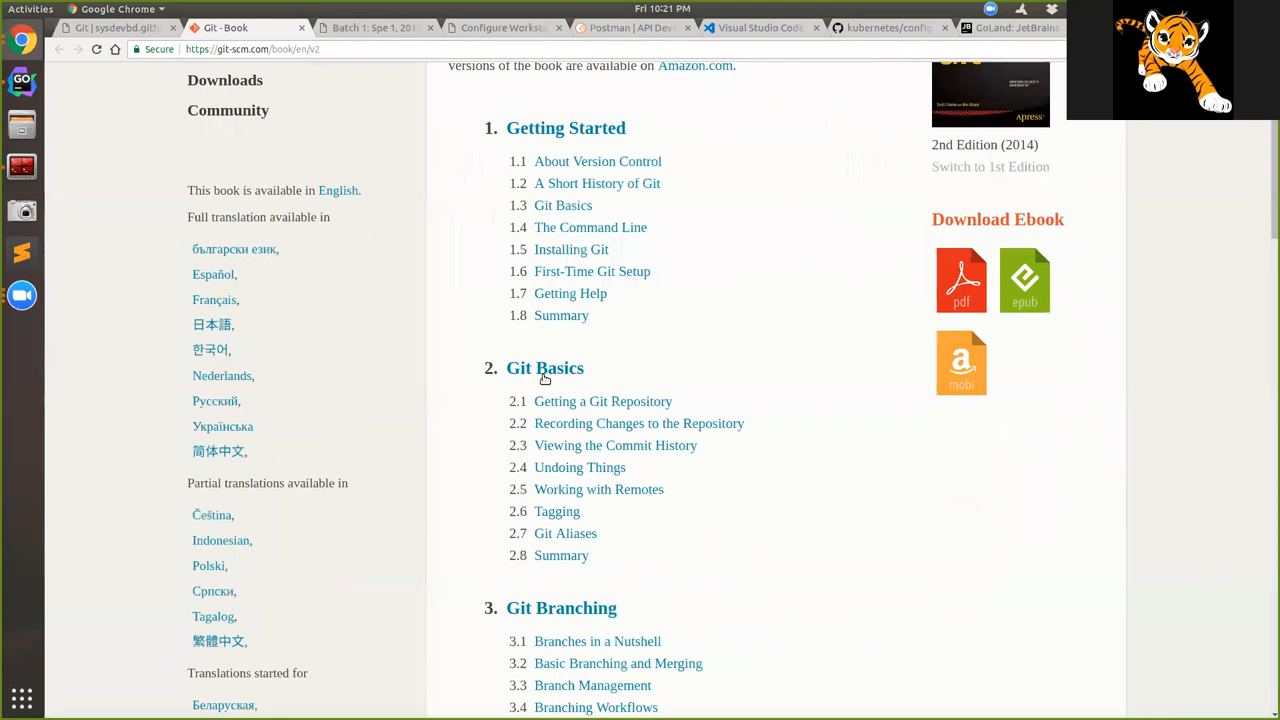 Activities
Google Chrome
Fri 10:21
Git | sysdevbd.gith
Git - Book
Batch 1: Spe 1, 201
Configure Works
Postman | API Dev
Visual Studio Code
kubernetes/config
GoLand: JetBrains
Secure
https://git-scm.com/book/en/v2
Downloads
Community
This book is available in English.
Full translation available in
български език,
Español,
Français,
日本語,
한국어,
Nederlands,
Русский,
Українська
简体中文,
Partial translations available in
Čeština,
Indonesian,
Polski,
Српски,
Tagalog,
繁體中文,
Translations started for
Беларуская,
versions of the book are available on Amazon.com.
1. Getting Started
1.1 About Version Control
1.2 A Short History of Git
1.3 Git Basics
1.4 The Command Line
1.5 Installing Git
1.6 First-Time Git Setup
1.7 Getting Help
1.8 Summary
2. Git Basics
2.1 Getting a Git Repository
2.2 Recording Changes to the Repository
2.3 Viewing the Commit History
2.4 Undoing Things
2.5 Working with Remotes
2.6 Tagging
2.7 Git Aliases
2.8 Summary
3. Git Branching
3.1 Branches in a Nutshell
3.2 Basic Branching and Merging
3.3 Branch Management
3.4 Branching Workflows
Apress
2nd Edition (2014)
Switch to 1st Edition
Download Ebook
pdf
epub
mobi